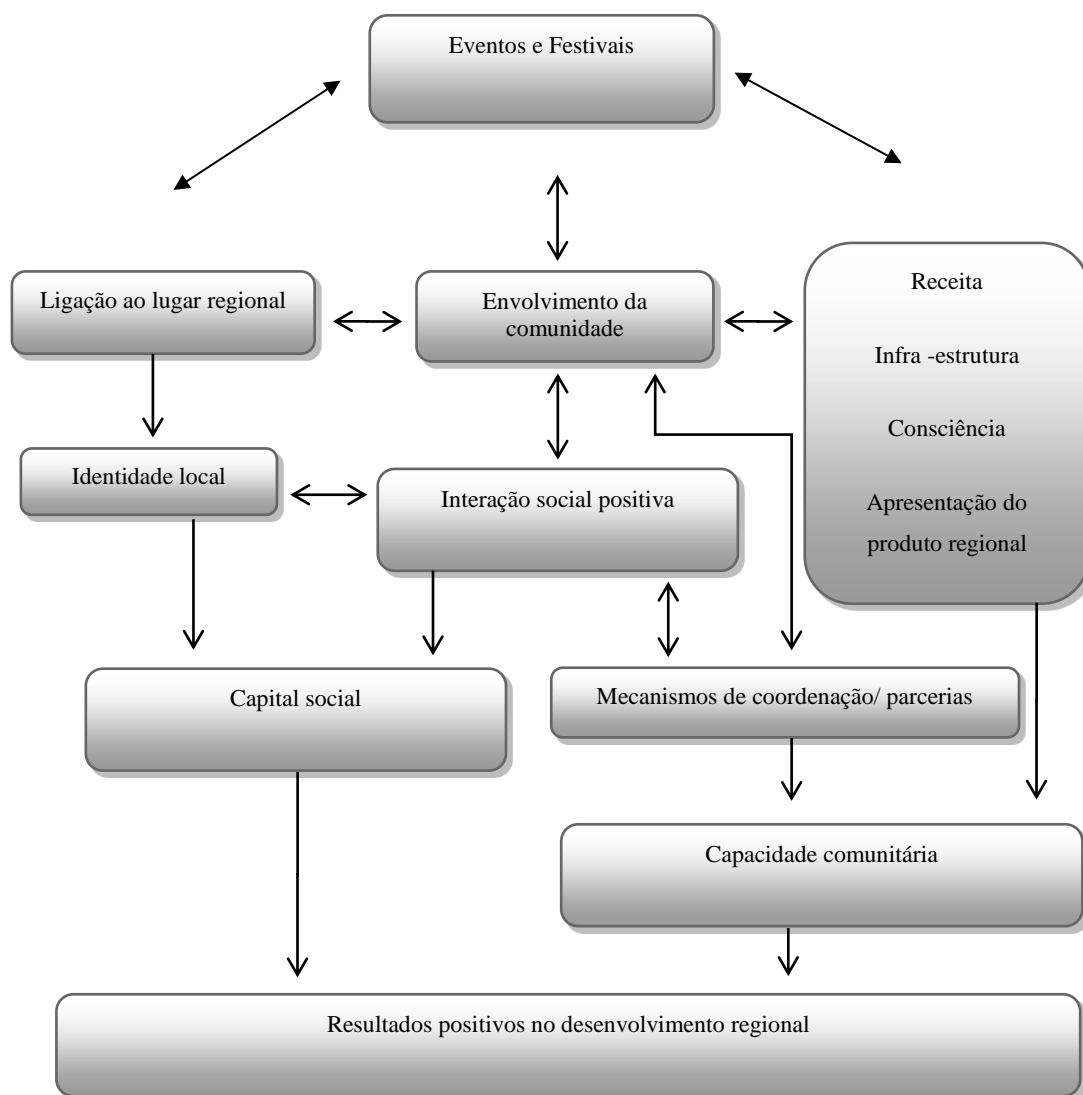 Eventos e Festivais
Ligação ao lugar regional
Envolvimento da
comunidade
Receita
Infra -estrutura
Consciência
Apresentação do
produto regional
Identidade local
Interação social positiva
Capital social
Mecanismos de coordenação/ parcerias
Capacidade comunitária
Resultados positivos no desenvolvimento regional